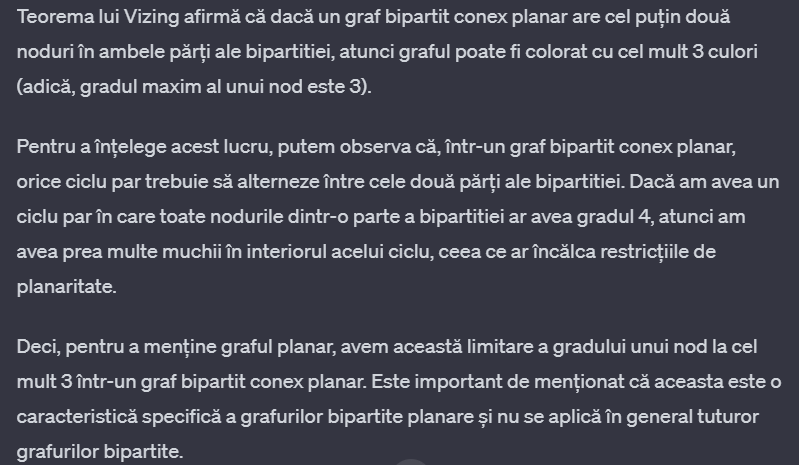 Teorema lui Vizing afirmă că dacă un graf bipartit conex planar are cel puțin două
noduri în ambele părți ale bipartitiei, atunci graful poate fi colorat cu cel mult 3 culori
(adică, gradul maxim al unui nod este 3).
Pentru a înțelege acest lucru, putem observa că, într-un graf bipartit conex planar,
orice ciclu par trebuie să alterneze între cele două părți ale bipartitiei. Dacă am avea un
ciclu par în care toate nodurile dintr-o parte a bipartitiei ar avea gradul 4, atunci am
avea prea multe muchii în interiorul acelui ciclu, ceea ce ar încălca restricțiile de
planaritate.
Deci, pentru a menține graful planar, avem această limitare a gradului unui nod la cel
mult 3 într-un graf bipartit conex planar. Este important de menționat că aceasta este o
caracteristică specifică a grafurilor bipartite planare și nu se aplică în general tuturor
grafurilor bipartite.